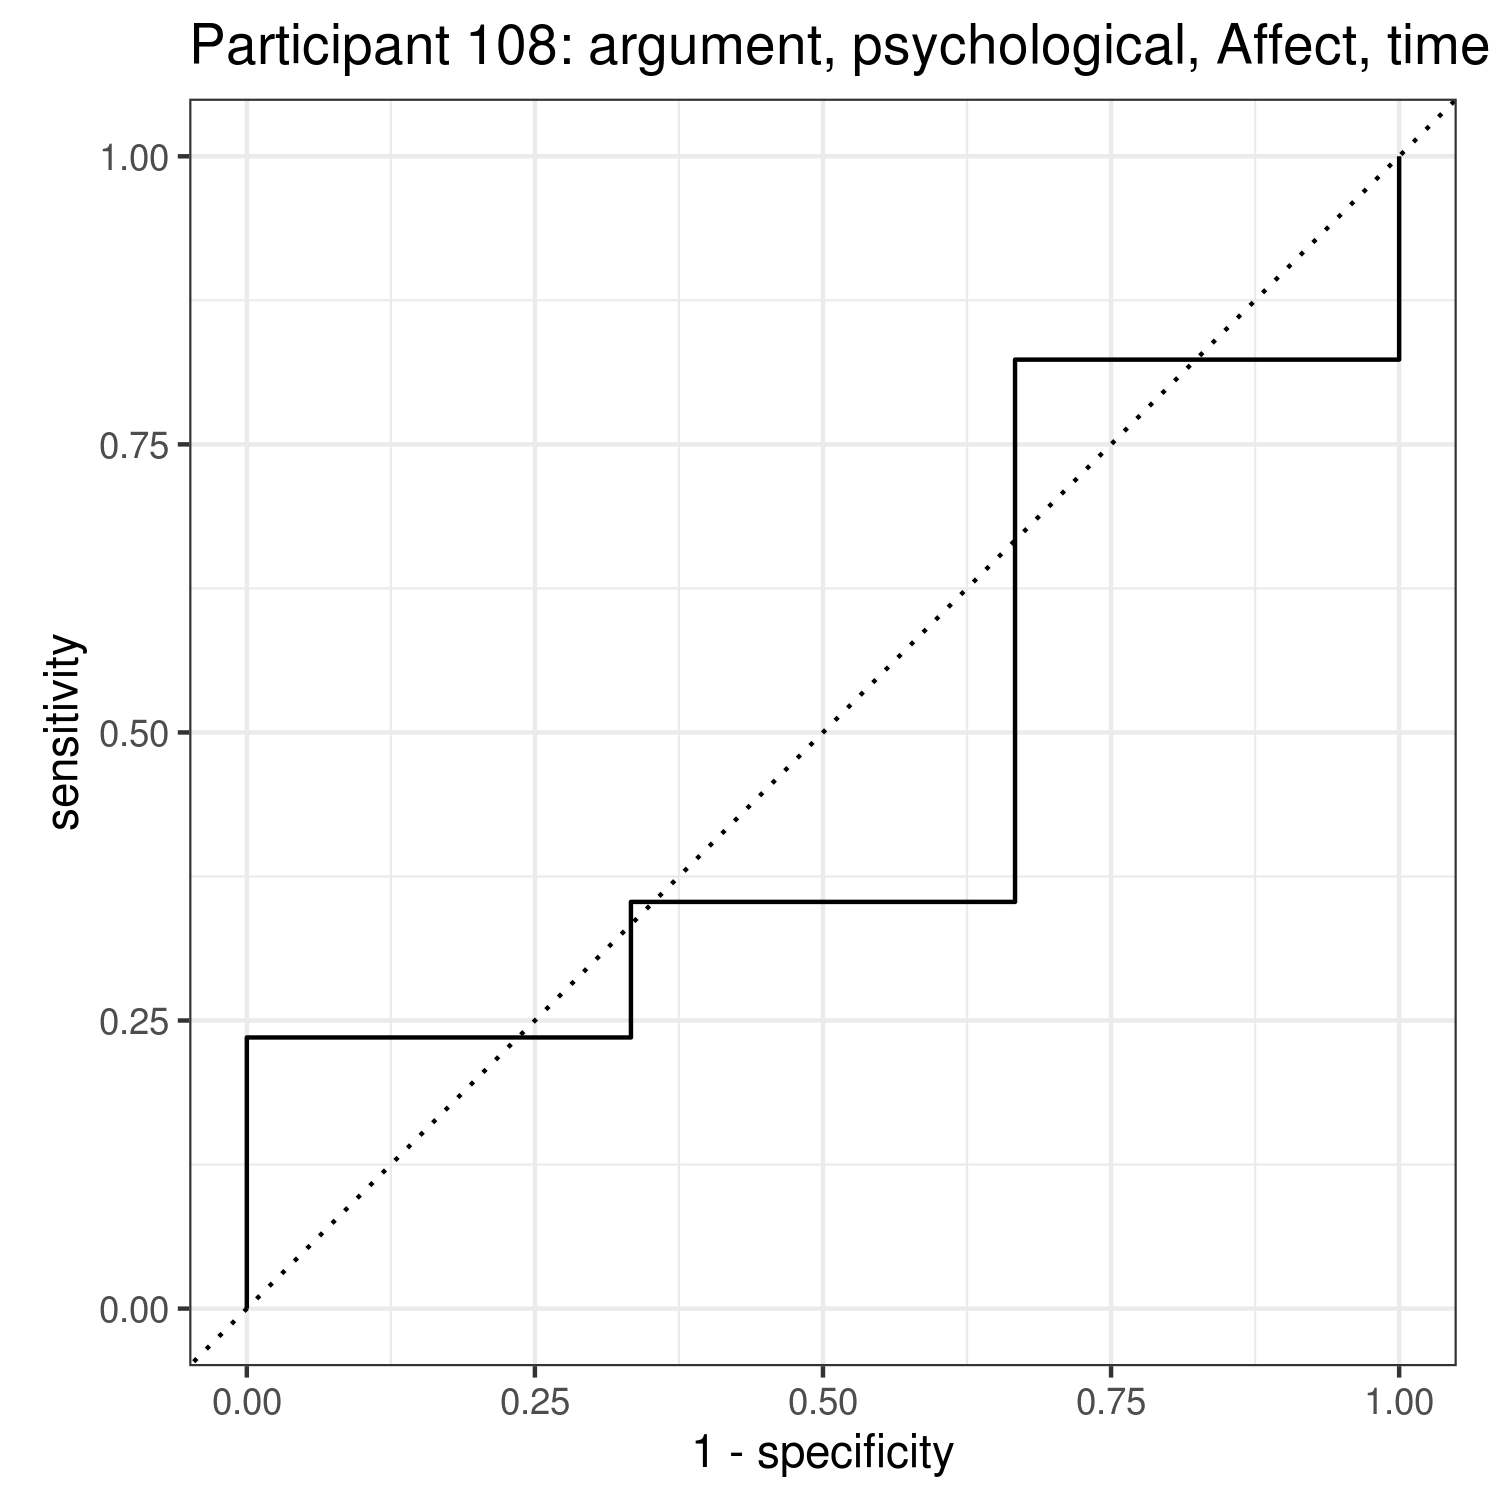 Participant 108: argument, psychological, Affect, time
1.00
0.75
0.50
0.25
0.00
sensitivity
0.00 0.25 0.50 0.75 1.00
1 - specificity